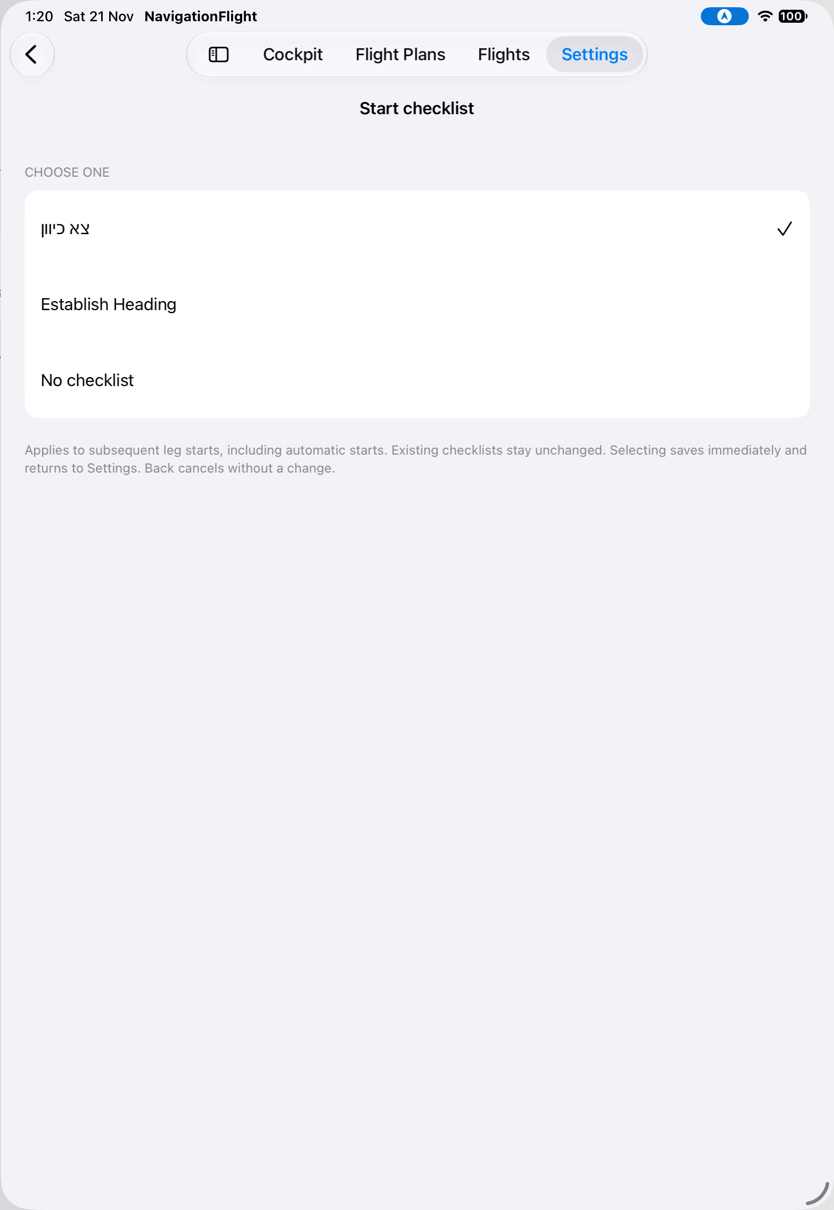 1:20 Sat 21 Nov NavigationFlight 100
Cockpit Flight Plans Flights Settings
Start checklist
CHOOSE ONE
צא כיוון
Establish Heading
No checklist
Applies to subsequent leg starts, including automatic starts. Existing checklists stay unchanged. Selecting saves immediately and
returns to Settings. Back cancels without a change.